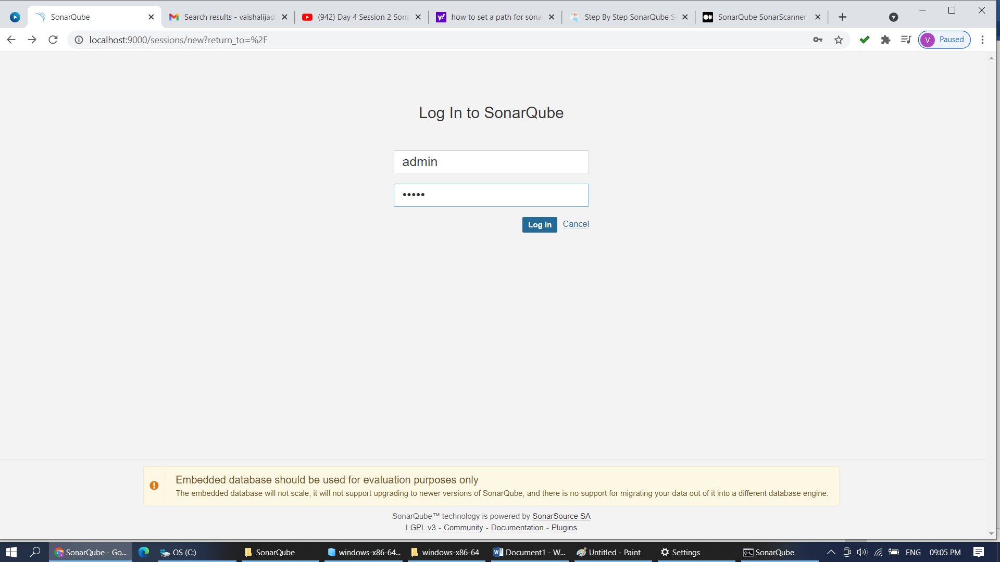 SonarQube
Search results - vaishalijad
(942) Day 4 Session 2 Sona
how to set a path for sona
Step By Step SonarQube S
SonarQube SonarScanner
localhost:9000/sessions/new?return_to=%2F
V Paused
Log In to SonarQube
admin
•••••
Log in Cancel
Embedded database should be used for evaluation purposes only
The embedded database will not scale, it will not support upgrading to newer versions of SonarQube, and there is no support for migrating your data out of it into a different database engine.
SonarQube™ technology is powered by SonarSource SA
LGPL v3 - Community - Documentation - Plugins
SonarQube - Go...
OS (C:)
SonarQube
windows-x86-64...
windows-x86-64
Document1 - W...
Untitled - Paint
Settings
SonarQube
ENG
09:05 PM